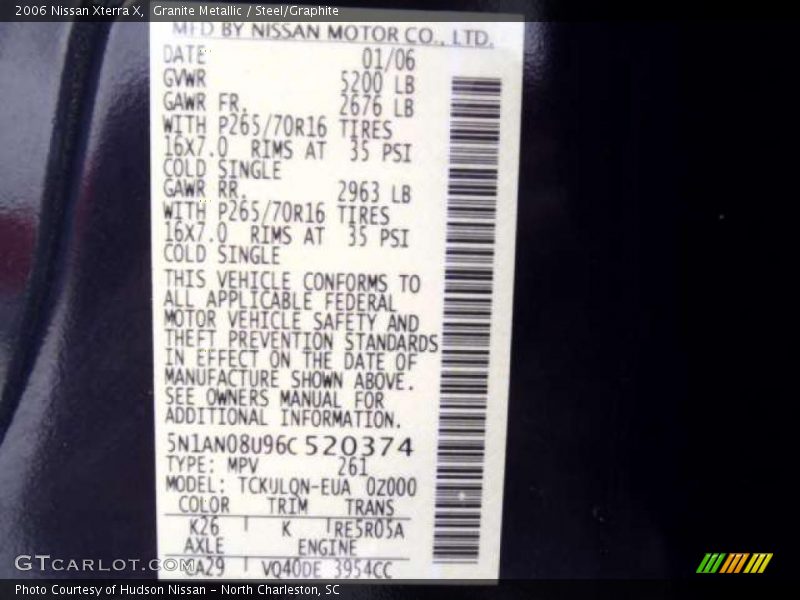 2006 Nissan Xterra X, Granite Metallic / Steel/Graphite
MFD BY NISSAN MOTOR CO., LTD.
DATE 01/06
GVWR 5200 LB
GAWR FR. 2676 LB
WITH P265/70R16 TIRES
16X7.0 RIMS AT 35 PSI
COLD SINGLE
GAWR RR. 2963 LB
WITH P265/70R16 TIRES
16X7.0 RIMS AT 35 PSI
COLD SINGLE
THIS VEHICLE CONFORMS TO
ALL APPLICABLE FEDERAL
MOTOR VEHICLE SAFETY AND
THEFT PREVENTION STANDARDS
IN EFFECT ON THE DATE OF
MANUFACTURE SHOWN ABOVE.
SEE OWNERS MANUAL FOR
ADDITIONAL INFORMATION.
5N1AN08U96C520374
TYPE: MPV 261
MODEL: TCKULQN-EUA 0Z000
COLOR TRIM TRANS
K26 K RE5R05A
AXLE ENGINE
CA29 VQ40DE 3954CC
GTCARLOT.COM
Photo Courtesy of Hudson Nissan - North Charleston, SC